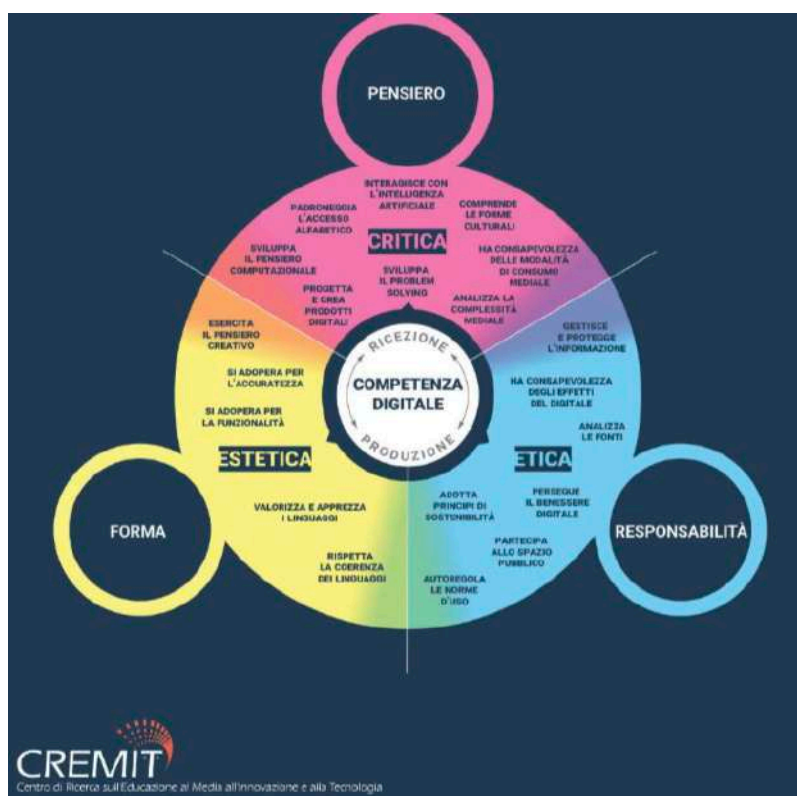 PENSIERO
INTERAGISCE CON
L'INTELLIGENZA
ARTIFICIALE
PADRONEGGIA
L'ACCESSO
ALFABETICO
COMPRENDE
LE FORME
CULTURALI
CRITICA
SVILUPPA
IL PENSIERO
COMPUTAZIONALE
HA CONSAPEVOLEZZA
DELLE MODALITÀ
DI CONSUMO
MEDIALE
SVILUPPA
IL PROBLEM
SOLVING
PROGETTA
E CREA
PRODOTTI
DIGITALI
ANALIZZA LA
COMPLESSITÀ
MEDIALE
ESERCITA
IL PENSIERO
CREATIVO
GESTISCE
E PROTEGGE
L'INFORMAZIONE
RICEZIONE
COMPETENZA
DIGITALE
PRODUZIONE
SI ADOPERA PER
L'ACCURATEZZA
HA CONSAPEVOLEZZA
DEGLI EFFETTI
DEL DIGITALE
SI ADOPERA PER
LA FUNZIONALITÀ
ANALIZZA
LE FONTI
ESTETICA
ETICA
VALORIZZA E APPREZZA
I LINGUAGGI
ADOTTA
PRINCIPI DI
SOSTENIBILITÀ
PERSEGUE
IL BENESSERE
DIGITALE
FORMA
RESPONSABILITÀ
RISPETTA
LA COERENZA
DEI LINGUAGGI
PARTECIPA
ALLO SPAZIO
PUBBLICO
AUTOREGOLA
LE NORME
D'USO
CREMIT
Centro di Ricerca sull'Educazione ai Media all'Innovazione e alla Tecnologia